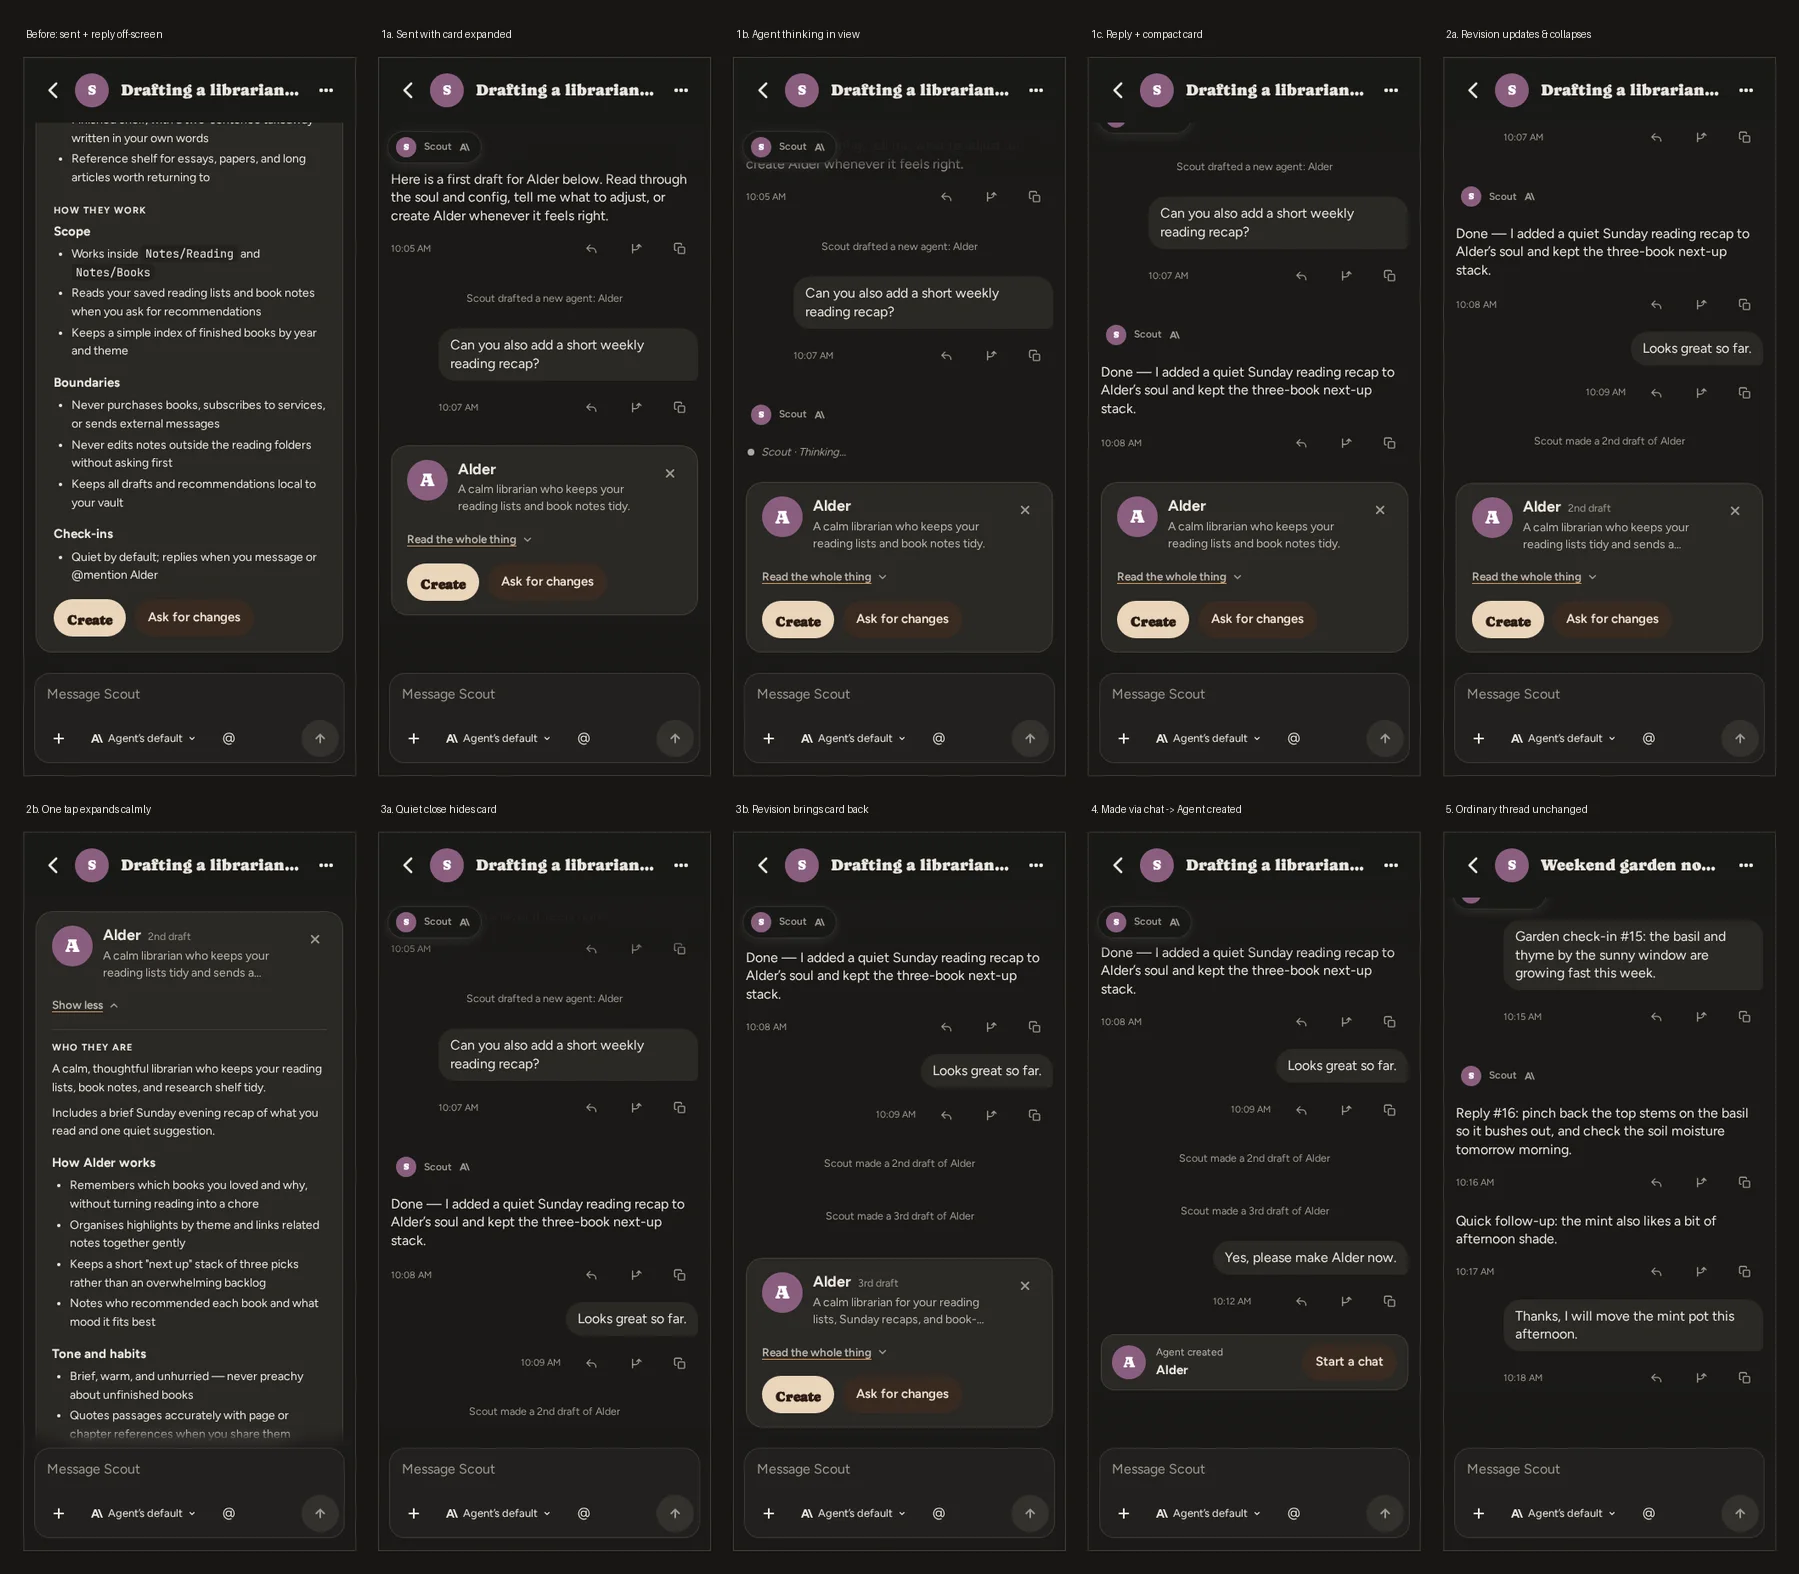 Before: sent + reply off-screen
S
Drafting a librarian...
written in your own words
Reference shelf for essays, papers, and long
articles worth returning to
HOW THEY WORK
Scope
Works inside Notes/Reading and
Notes/Books
Reads your saved reading lists and book notes
when you ask for recommendations
Keeps a simple index of finished books by year
and theme
Boundaries
Never purchases books, subscribes to services,
or sends external messages
Never edits notes outside the reading folders
without asking first
Keeps all drafts and recommendations local to
your vault
Check-ins
Quiet by default; replies when you message or
@mention Alder
Create
Ask for changes
Message Scout
Agent's default
@
1a. Sent with card expanded
S
Drafting a librarian...
S
Scout
Here is a first draft for Alder below. Read through
the soul and config, tell me what to adjust, or
create Alder whenever it feels right.
10:05 AM
Scout drafted a new agent: Alder
Can you also add a short weekly
reading recap?
10:07 AM
A
Alder
A calm librarian who keeps your
reading lists and book notes tidy.
Read the whole thing
Create
Ask for changes
Message Scout
Agent's default
@
1b. Agent thinking in view
S
Drafting a librarian...
S
Scout
create Alder whenever it feels right.
10:05 AM
Scout drafted a new agent: Alder
Can you also add a short weekly
reading recap?
10:07 AM
S
Scout
Scout · Thinking...
A
Alder
A calm librarian who keeps your
reading lists and book notes tidy.
Read the whole thing
Create
Ask for changes
Message Scout
Agent's default
@
1c. Reply + compact card
S
Drafting a librarian...
Scout drafted a new agent: Alder
Can you also add a short weekly
reading recap?
10:07 AM
S
Scout
Done — I added a quiet Sunday reading recap to
Alder's soul and kept the three-book next-up
stack.
10:08 AM
A
Alder
A calm librarian who keeps your
reading lists and book notes tidy.
Read the whole thing
Create
Ask for changes
Message Scout
Agent's default
@
2a. Revision updates & collapses
S
Drafting a librarian...
10:07 AM
S
Scout
Done — I added a quiet Sunday reading recap to
Alder's soul and kept the three-book next-up
stack.
10:08 AM
Looks great so far.
10:09 AM
Scout made a 2nd draft of Alder
A
Alder 2nd draft
A calm librarian who keeps your
reading lists tidy and sends a...
Read the whole thing
Create
Ask for changes
Message Scout
Agent's default
@
2b. One tap expands calmly
S
Drafting a librarian...
A
Alder 2nd draft
A calm librarian who keeps your
reading lists tidy and sends a...
Show less
WHO THEY ARE
A calm, thoughtful librarian who keeps your reading
lists, book notes, and research shelf tidy.
Includes a brief Sunday evening recap of what you
read and one quiet suggestion.
How Alder works
Remembers which books you loved and why,
without turning reading into a chore
Organises highlights by theme and links related
notes together gently
Keeps a short "next up" stack of three picks
rather than an overwhelming backlog
Notes who recommended each book and what
mood it fits best
Tone and habits
Brief, warm, and unhurried — never preachy
about unfinished books
Quotes passages accurately with page or
chapter references when you share them
Message Scout
Agent's default
@
3a. Quiet close hides card
S
Drafting a librarian...
S
Scout
10:05 AM
Scout drafted a new agent: Alder
Can you also add a short weekly
reading recap?
10:07 AM
S
Scout
Done — I added a quiet Sunday reading recap to
Alder's soul and kept the three-book next-up
stack.
10:08 AM
Looks great so far.
10:09 AM
Scout made a 2nd draft of Alder
Message Scout
Agent's default
@
3b. Revision brings card back
S
Drafting a librarian...
S
Scout
Done — I added a quiet Sunday reading recap to
Alder's soul and kept the three-book next-up
stack.
10:08 AM
Looks great so far.
10:09 AM
Scout made a 2nd draft of Alder
Scout made a 3rd draft of Alder
A
Alder 3rd draft
A calm librarian for your reading
lists, Sunday recaps, and book-...
Read the whole thing
Create
Ask for changes
Message Scout
Agent's default
@
4. Made via chat -> Agent created
S
Drafting a librarian...
S
Scout
Done — I added a quiet Sunday reading recap to
Alder's soul and kept the three-book next-up
stack.
10:08 AM
Looks great so far.
10:09 AM
Scout made a 2nd draft of Alder
Scout made a 3rd draft of Alder
Yes, please make Alder now.
10:12 AM
A
Agent created
Alder
Start a chat
Message Scout
Agent's default
@
5. Ordinary thread unchanged
S
Weekend garden no...
Garden check-in #15: the basil and
thyme by the sunny window are
growing fast this week.
10:15 AM
S
Scout
Reply #16: pinch back the top stems on the basil
so it bushes out, and check the soil moisture
tomorrow morning.
10:16 AM
Quick follow-up: the mint also likes a bit of
afternoon shade.
10:17 AM
Thanks, I will move the mint pot this
afternoon.
10:18 AM
Message Scout
Agent's default
@